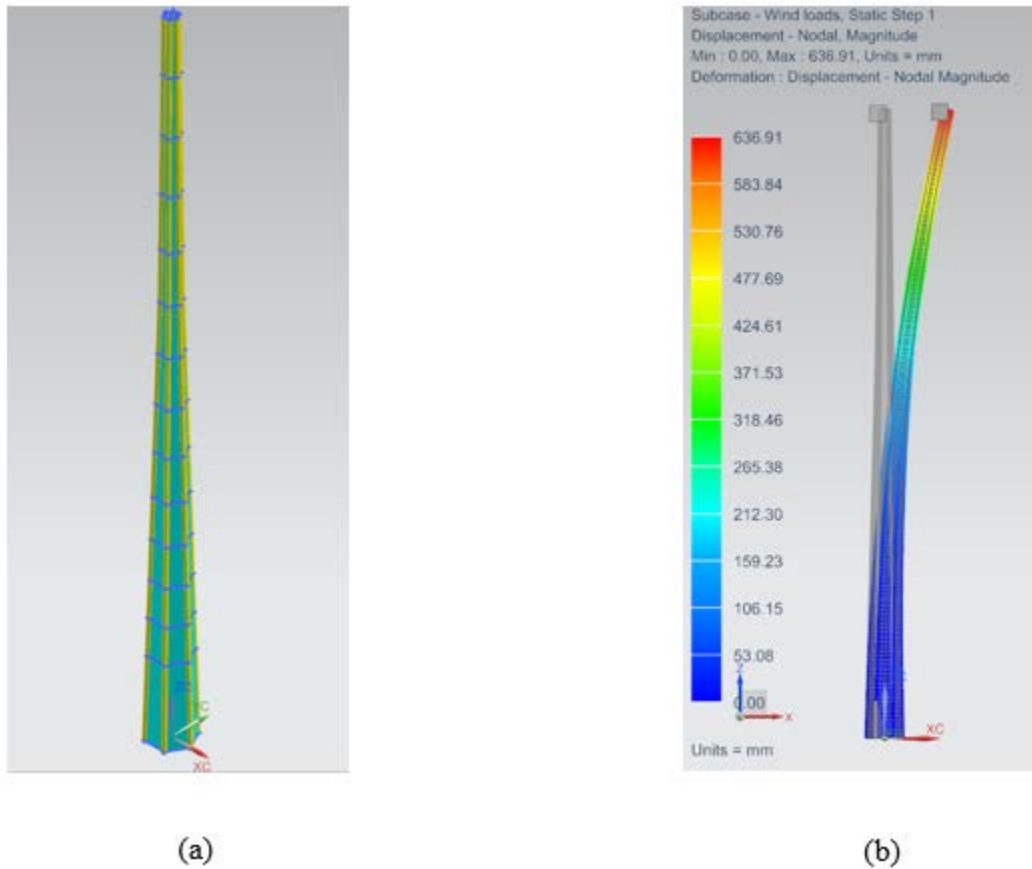 Subcase - Wind loads, Static Step 1
Displacement - Nodal, Magnitude
Min : 0.00, Max : 636.91, Units = mm
Deformation : Displacement - Nodal Magnitude
636.91
583.84
530.76
477.69
424.61
371.53
318.46
265.38
212.30
159.23
106.15
53.08
0.00
Z
X
XC
Units = mm
YC
XC
(a)
(b)